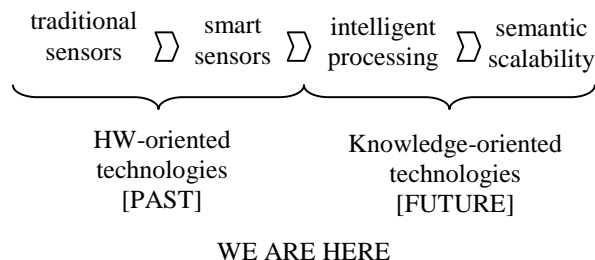 traditional
sensors
smart
sensors
intelligent
processing
semantic
scalability
HW-oriented
technologies
[PAST]
Knowledge-oriented
technologies
[FUTURE]
WE ARE HERE